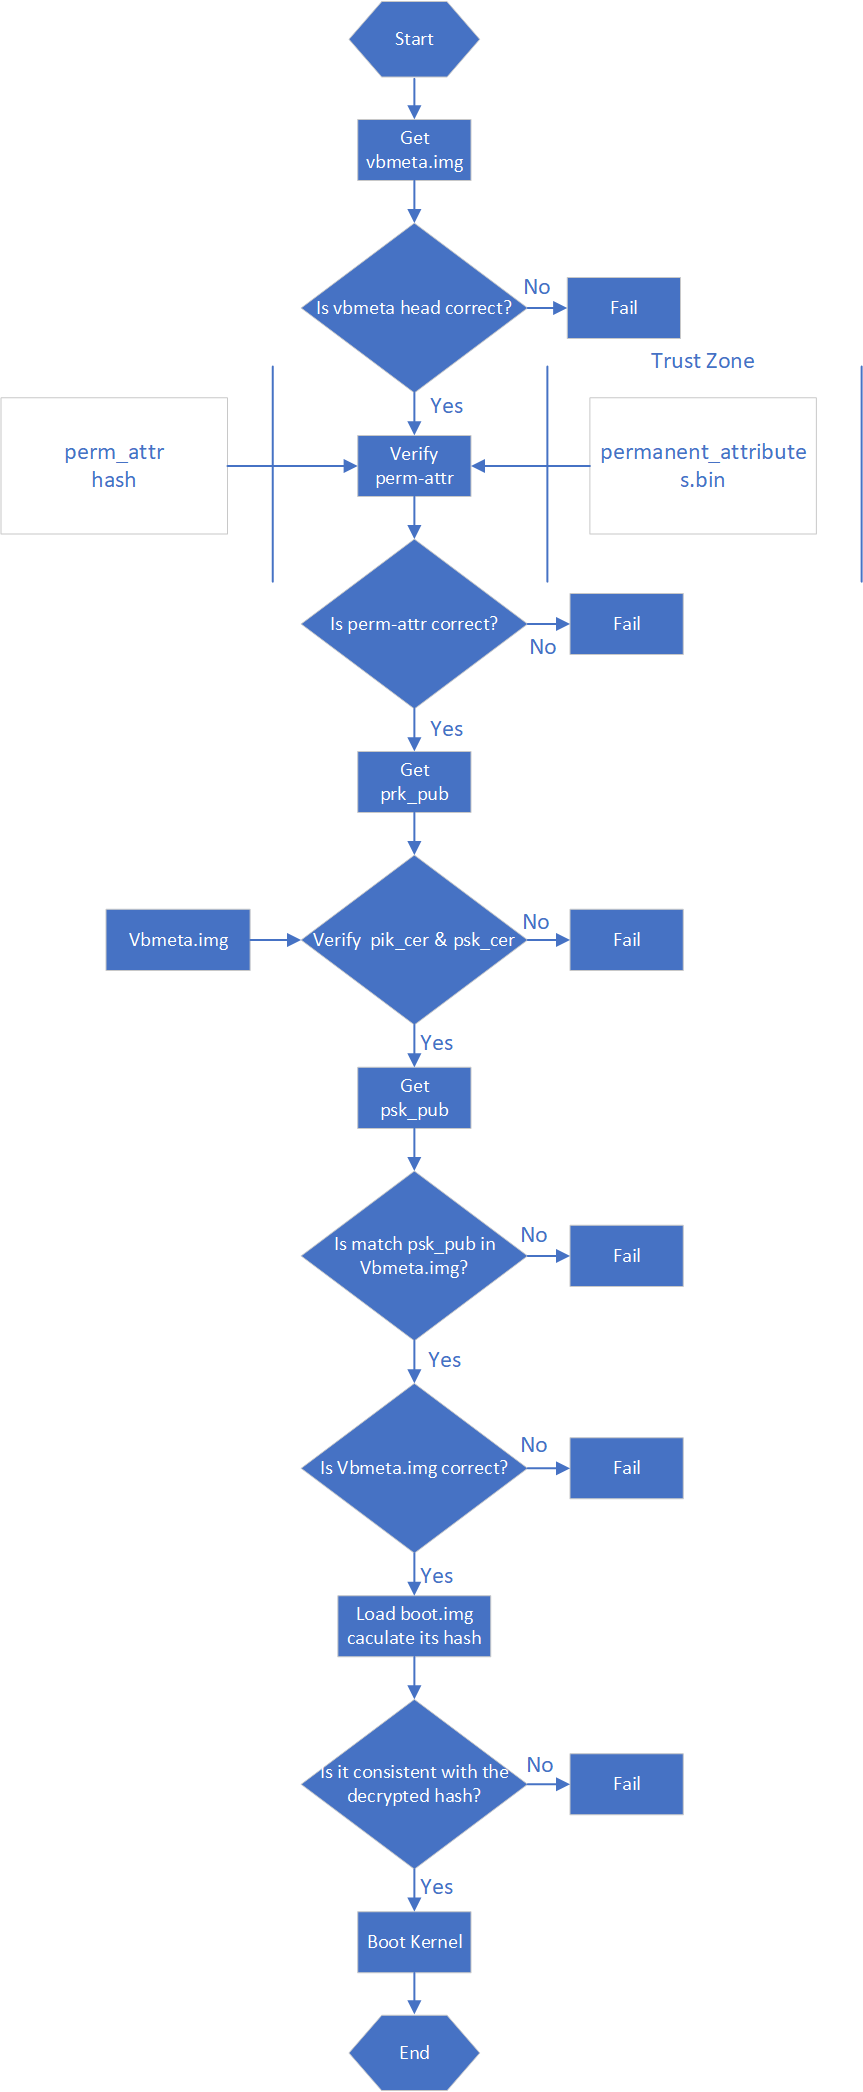 Start
Get
vbmeta.img
Is vbmeta head correct?
No
Fail
Trust Zone
Yes
perm_attr
hash
Verify
perm-attr
permanent_attribute
s.bin
Is perm-attr correct?
Fail
No
Yes
Get
prk_pub
Vbmeta.img
Verify  pik_cer & psk_cer
No
Fail
Yes
Get
psk_pub
Is match psk_pub in
Vbmeta.img?
No
Fail
Yes
Is Vbmeta.img correct?
No
Fail
Yes
Load boot.img
caculate its hash
Is it consistent with the
decrypted hash?
No
Fail
Yes
Boot Kernel
End